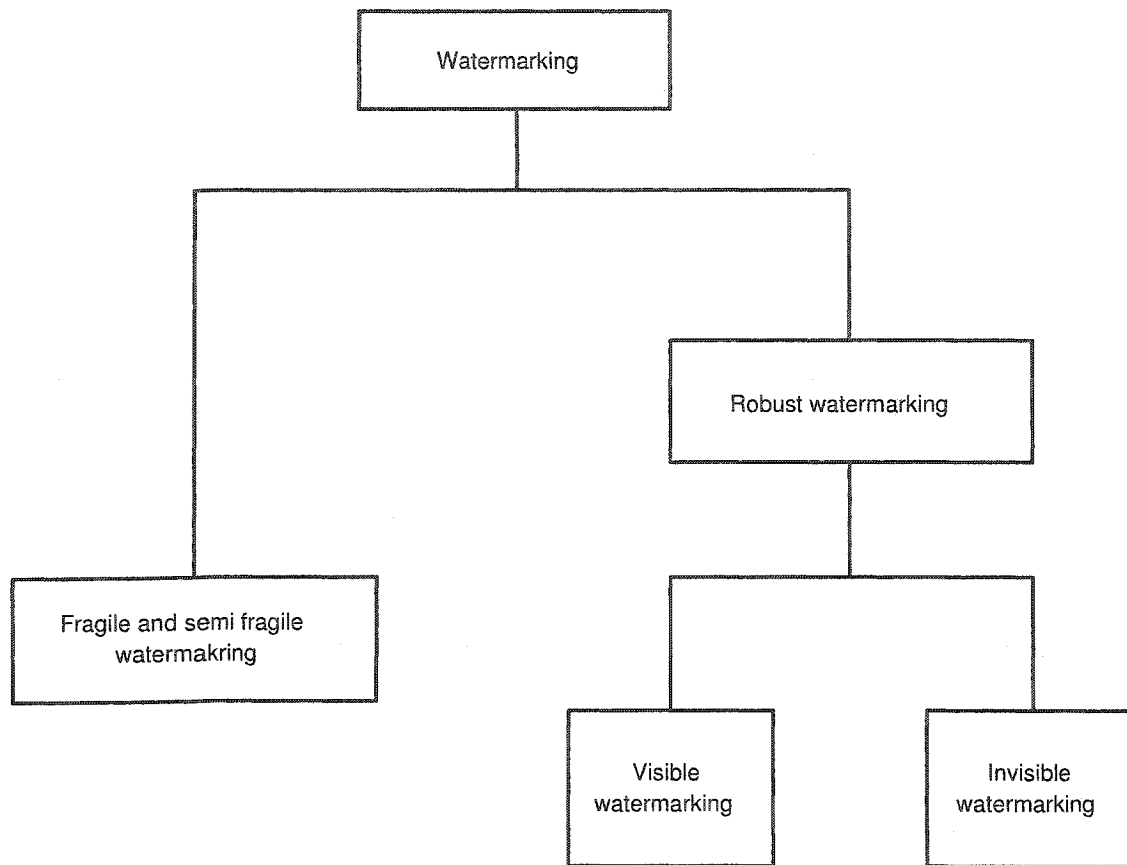 Watermarking
Robust watermarking
Fragile and semi fragile
watermakring
Visible
watermarking
Invisible
watermarking